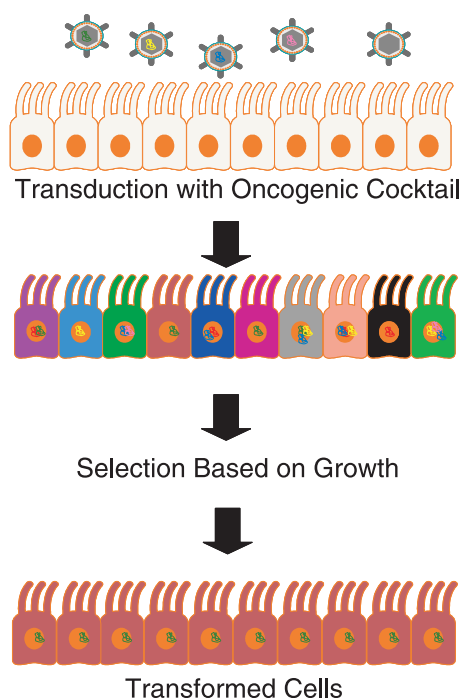 Transduction with Oncogenic Cocktail
Selection Based on Growth
Transformed Cells